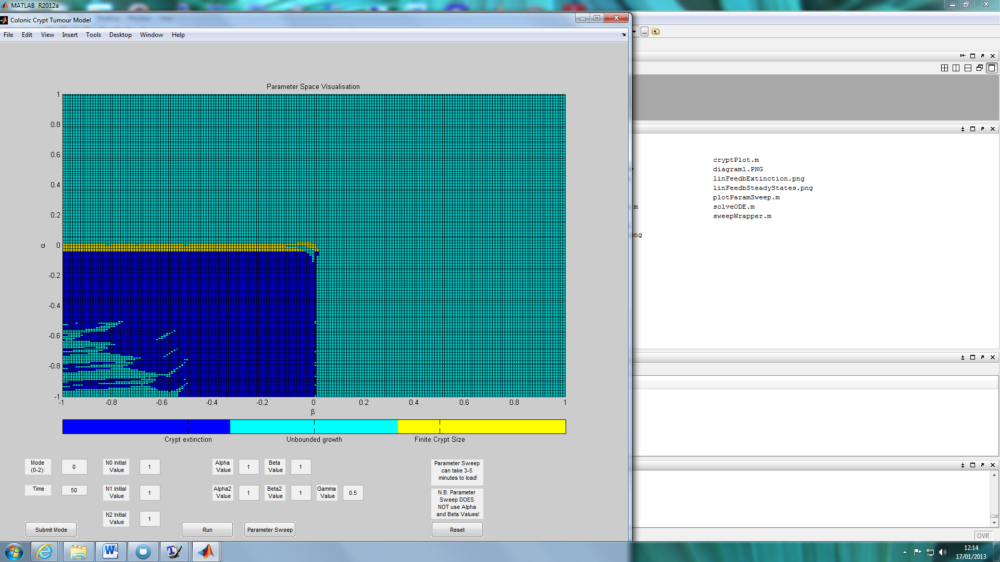 MATLAB R2012a
Colonic Crypt Tumour Model
File Edit View Insert Tools Desktop Window Help
Parameter Space Visualisation
1
0.8
0.6
0.4
0.2
0
-0.2
-0.4
-0.6
-0.8
-1
α
-1 -0.8 -0.6 -0.4 -0.2 0 0.2 0.4 0.6 0.8 1
β
Crypt extinction Unbounded growth Finite Crypt Size
Mode
(0-2):
0
N0 Initial
Value
1
Alpha
Value
1
Beta
Value
1
Time
50
N1 Initial
Value
1
Alpha2
Value
1
Beta2
Value
1
Gamma
Value
0.5
N2 Initial
Value
1
Parameter Sweep
can take 3-5
minutes to load!
N.B. Parameter
Sweep DOES
NOT use Alpha
and Beta Values!
Submit Mode
Run
Parameter Sweep
Reset
cryptPlot.m
diagram1.PNG
linFeedbExtinction.png
linFeedbSteadyStates.png
plotParamSweep.m
m solveODE.m
sweepWrapper.m
ong
OVR
12:14
17/01/2013